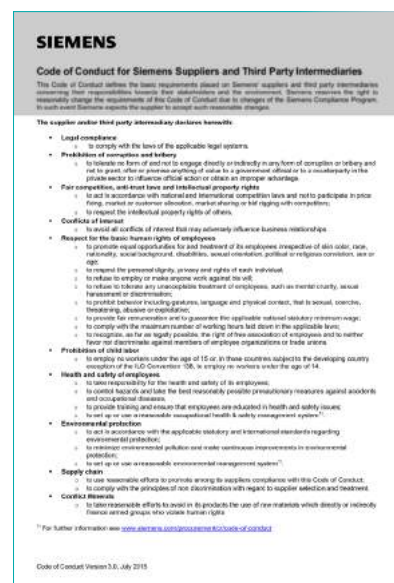 SIEMENS
Code of Conduct for Siemens Suppliers and Third Party Intermediaries
This Code of Conduct defines the basic requirements placed on Siemens' suppliers and third party intermediaries
concerning their responsibilities towards their stakeholders and the environment. Siemens reserves the right to
reasonably change the requirements of this Code of Conduct due to changes of the Siemens Compliance Program.
In such event Siemens expects the supplier to accept such reasonable changes.
The supplier and/or third party intermediary declares herewith:
• Legal compliance
o to comply with the laws of the applicable legal systems.
• Prohibition of corruption and bribery
o to tolerate no form of and not to engage directly or indirectly in any form of corruption or bribery and
not to grant, offer or promise anything of value to a government official or to a counterparty in the
private sector to influence official action or obtain an improper advantage.
• Fair competition, anti-trust laws and intellectual property rights
o to act in accordance with national and international competition laws and not to participate in price
fixing, market or customer allocation, market sharing or bid rigging with competitors;
o to respect the intellectual property rights of others.
• Conflicts of interest
o to avoid all conflicts of interest that may adversely influence business relationships.
• Respect for the basic human rights of employees
o to promote equal opportunities for and treatment of its employees irrespective of skin color, race,
nationality, social background, disabilities, sexual orientation, political or religious conviction, sex or
age;
o to respect the personal dignity, privacy and rights of each individual;
o to refuse to employ or make anyone work against his will;
o to refuse to tolerate any unacceptable treatment of employees, such as mental cruelty, sexual
harassment or discrimination;
o to prohibit behavior including gestures, language and physical contact, that is sexual, coercive,
threatening, abusive or exploitative;
o to provide fair remuneration and to guarantee the applicable national statutory minimum wage;
o to comply with the maximum number of working hours laid down in the applicable laws;
o to recognize, as far as legally possible, the right of free association of employees and to neither
favor nor discriminate against members of employee organizations or trade unions.
• Prohibition of child labor
o to employ no workers under the age of 15 or, in those countries subject to the developing country
exception of the ILO Convention 138, to employ no workers under the age of 14.
• Health and safety of employees
o to take responsibility for the health and safety of its employees;
o to control hazards and take the best reasonably possible precautionary measures against accidents
and occupational diseases;
o to provide training and ensure that employees are educated in health and safety issues;
o to set up or use a reasonable occupational health & safety management system¹⁾.
• Environmental protection
o to act in accordance with the applicable statutory and international standards regarding
environmental protection;
o to minimize environmental pollution and make continuous improvements in environmental
protection;
o to set up or use a reasonable environmental management system¹⁾.
• Supply chain
o to use reasonable efforts to promote among its suppliers compliance with this Code of Conduct;
o to comply with the principles of non discrimination with regard to supplier selection and treatment.
• Conflict Minerals
o to take reasonable efforts to avoid in its products the use of raw materials which directly or indirectly
finance armed groups who violate human rights
¹⁾ For further information see www.siemens.com/procurement/cr/code-of-conduct
Code of Conduct Version 3.0, July 2015